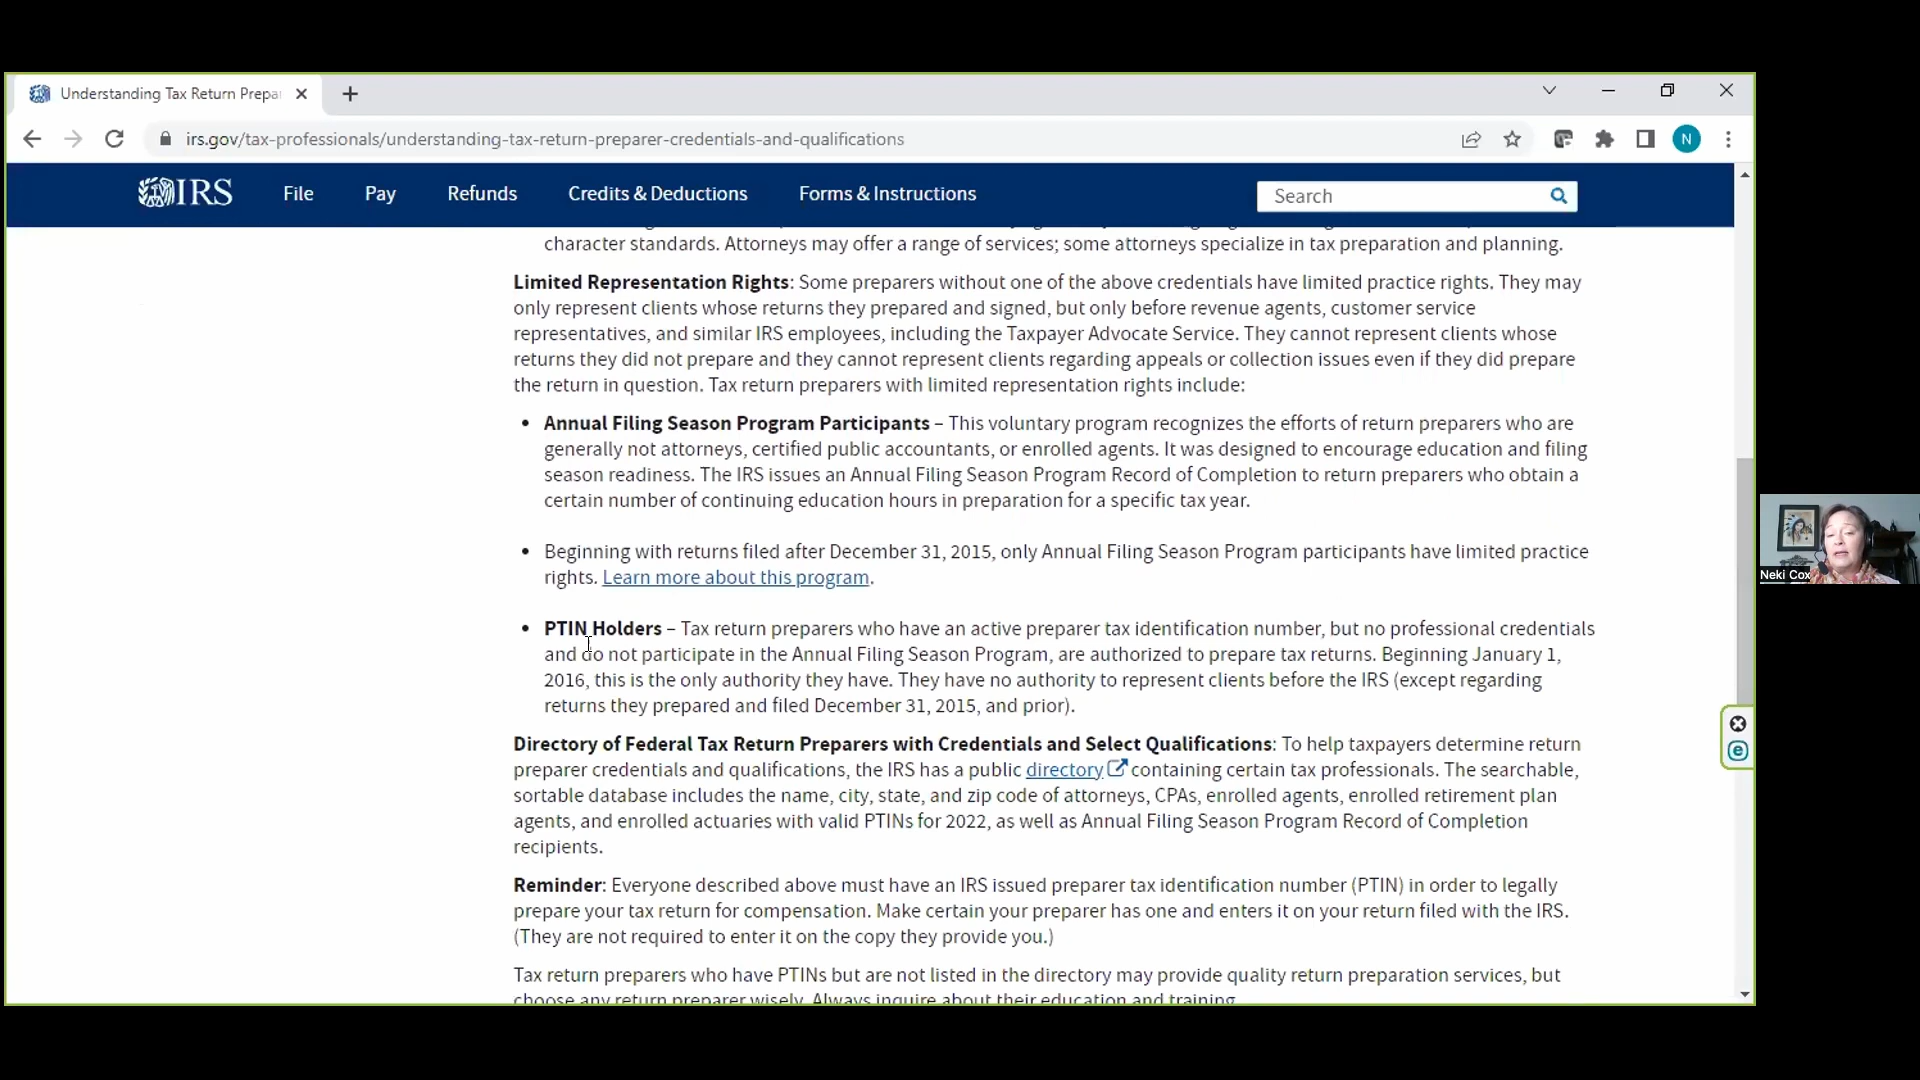 Understanding Tax Return Prepa
irs.gov/tax-professionals/understanding-tax-return-preparer-credentials-and-qualifications
N
IRS File Pay Refunds Credits & Deductions Forms & Instructions Search
character standards. Attorneys may offer a range of services; some attorneys specialize in tax preparation and planning.
Limited Representation Rights: Some preparers without one of the above credentials have limited practice rights. They may
only represent clients whose returns they prepared and signed, but only before revenue agents, customer service
representatives, and similar IRS employees, including the Taxpayer Advocate Service. They cannot represent clients whose
returns they did not prepare and they cannot represent clients regarding appeals or collection issues even if they did prepare
the return in question. Tax return preparers with limited representation rights include:
• Annual Filing Season Program Participants – This voluntary program recognizes the efforts of return preparers who are
generally not attorneys, certified public accountants, or enrolled agents. It was designed to encourage education and filing
season readiness. The IRS issues an Annual Filing Season Program Record of Completion to return preparers who obtain a
certain number of continuing education hours in preparation for a specific tax year.
• Beginning with returns filed after December 31, 2015, only Annual Filing Season Program participants have limited practice
rights. Learn more about this program.
Neki Cox
• PTIN Holders – Tax return preparers who have an active preparer tax identification number, but no professional credentials
and do not participate in the Annual Filing Season Program, are authorized to prepare tax returns. Beginning January 1,
2016, this is the only authority they have. They have no authority to represent clients before the IRS (except regarding
returns they prepared and filed December 31, 2015, and prior).
Directory of Federal Tax Return Preparers with Credentials and Select Qualifications: To help taxpayers determine return
preparer credentials and qualifications, the IRS has a public directory containing certain tax professionals. The searchable,
sortable database includes the name, city, state, and zip code of attorneys, CPAs, enrolled agents, enrolled retirement plan
agents, and enrolled actuaries with valid PTINs for 2022, as well as Annual Filing Season Program Record of Completion
recipients.
Reminder: Everyone described above must have an IRS issued preparer tax identification number (PTIN) in order to legally
prepare your tax return for compensation. Make certain your preparer has one and enters it on your return filed with the IRS.
(They are not required to enter it on the copy they provide you.)
Tax return preparers who have PTINs but are not listed in the directory may provide quality return preparation services, but
choose any return preparer wisely. Always inquire about their education and training.